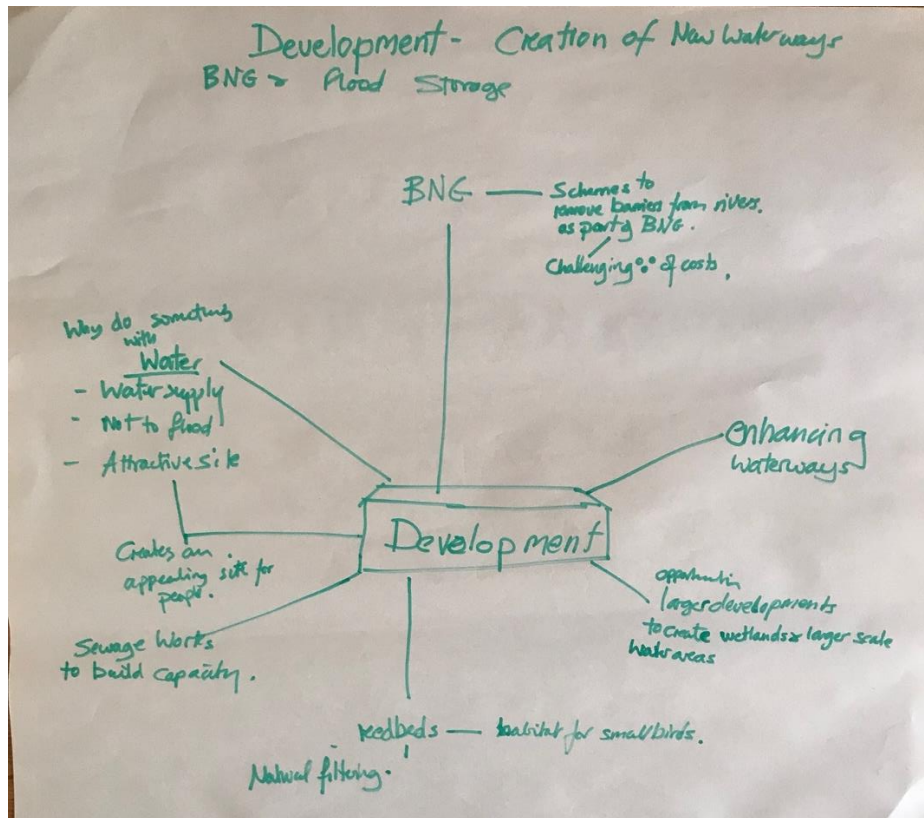 Development - Creation of New Waterways
BNG & Flood Storage
BNG — Schemes to
remove barriers from rivers.
as part of BNG.
Challenging ∵ of costs.
Why do something
with
Water
- Water supply
- Not to flood
- Attractive site
Creates an
appealing site for
people.
Sewage Works
to build capacity.
Development
enhancing
waterways
opportunities
larger developments
to create wetlands & larger scale
water areas
reedbeds — habitat for small birds.
Natural filtering.